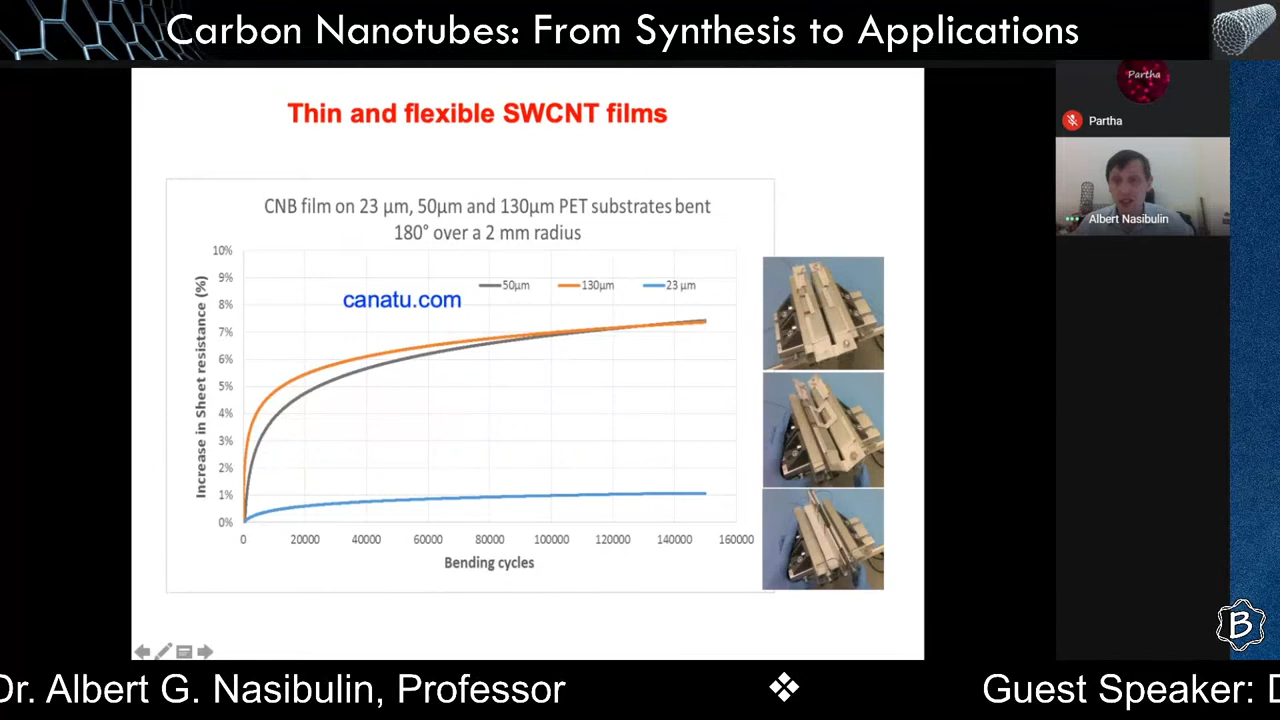 Carbon Nanotubes: From Synthesis to Applications
Partha
Partha
Albert Nasibulin
Thin and flexible SWCNT films
CNB film on 23 µm, 50µm and 130µm PET substrates bent
180° over a 2 mm radius
50µm
130µm
23 µm
canatu.com
Increase in Sheet resistance (%)
10%
9%
8%
7%
6%
5%
4%
3%
2%
1%
0%
0 20000 40000 60000 80000 100000 120000 140000 160000
Bending cycles
B
Dr. Albert G. Nasibulin, Professor ❖ Guest Speaker: D